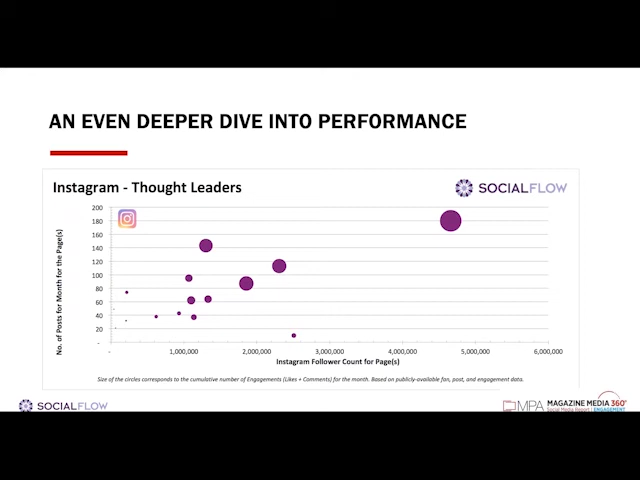 AN EVEN DEEPER DIVE INTO PERFORMANCE
Instagram - Thought Leaders
SOCIALFLOW
No. of Posts for Month for the Page(s)
200
180
160
140
120
100
80
60
40
20
-
- 1,000,000 2,000,000 3,000,000 4,000,000 5,000,000 6,000,000
Instagram Follower Count for Page(s)
Size of the circles corresponds to the cumulative number of Engagements (Likes + Comments) for the month. Based on publicly-available fan, post, and engagement data.
SOCIALFLOW
MPA MAGAZINE MEDIA 360°
Social Media Report | ENGAGEMENT